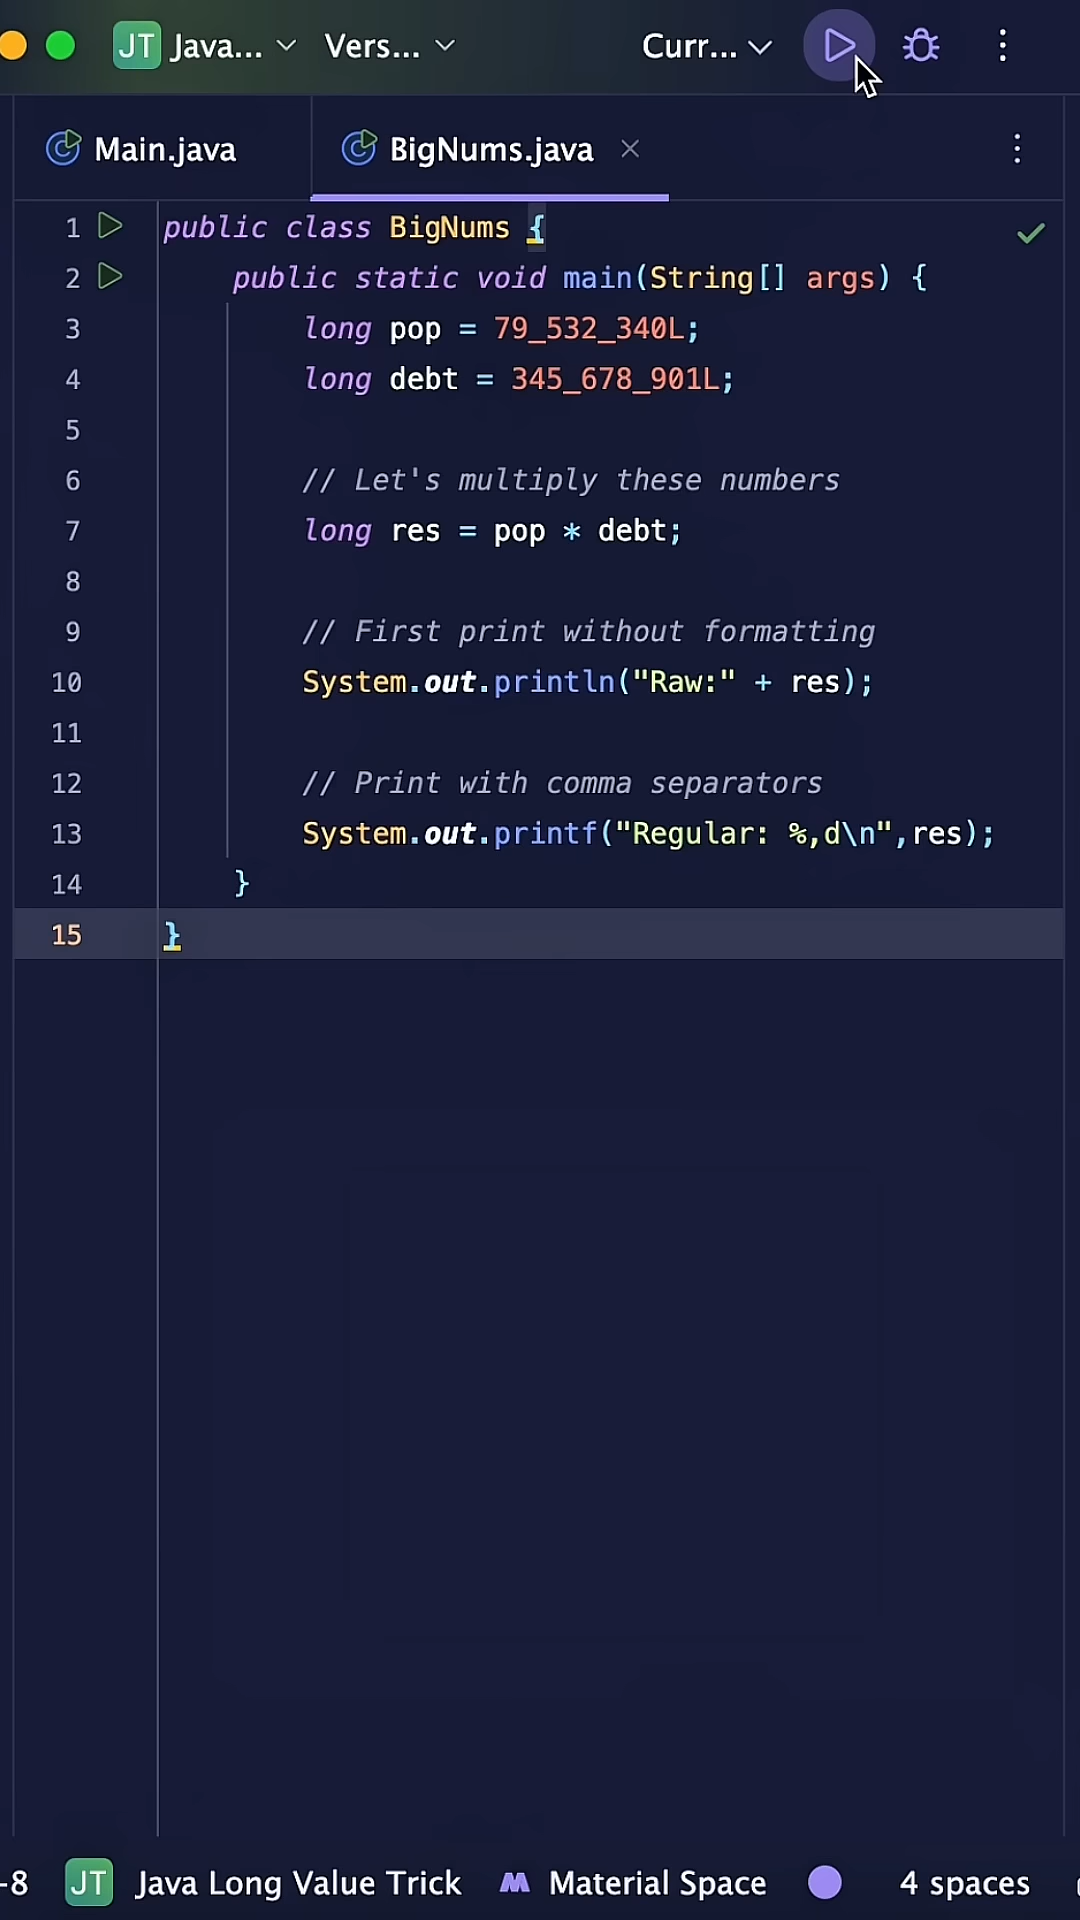 JT Java... Vers... Curr...
Main.java BigNums.java
1 public class BigNums {
2 public static void main(String[] args) {
3 long pop = 79_532_340L;
4 long debt = 345_678_901L;
5
6 // Let's multiply these numbers
7 long res = pop * debt;
8
9 // First print without formatting
10 System.out.println("Raw:" + res);
11
12 // Print with comma separators
13 System.out.printf("Regular: %,d\n",res);
14 }
15 }
-8 JT Java Long Value Trick Material Space 4 spaces